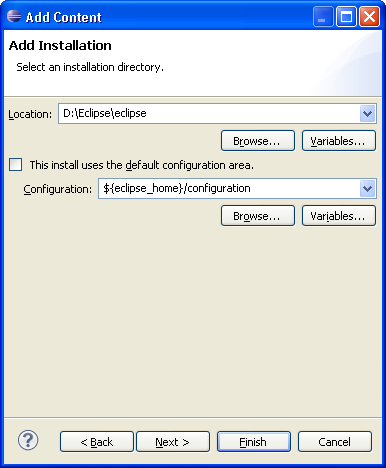 Add Content
Add Installation
Select an installation directory.
Location: D:\Eclipse\eclipse
Browse... Variables...
This install uses the default configuration area.
Configuration: ${eclipse_home}/configuration
Browse... Variables...
? < Back Next > Finish Cancel